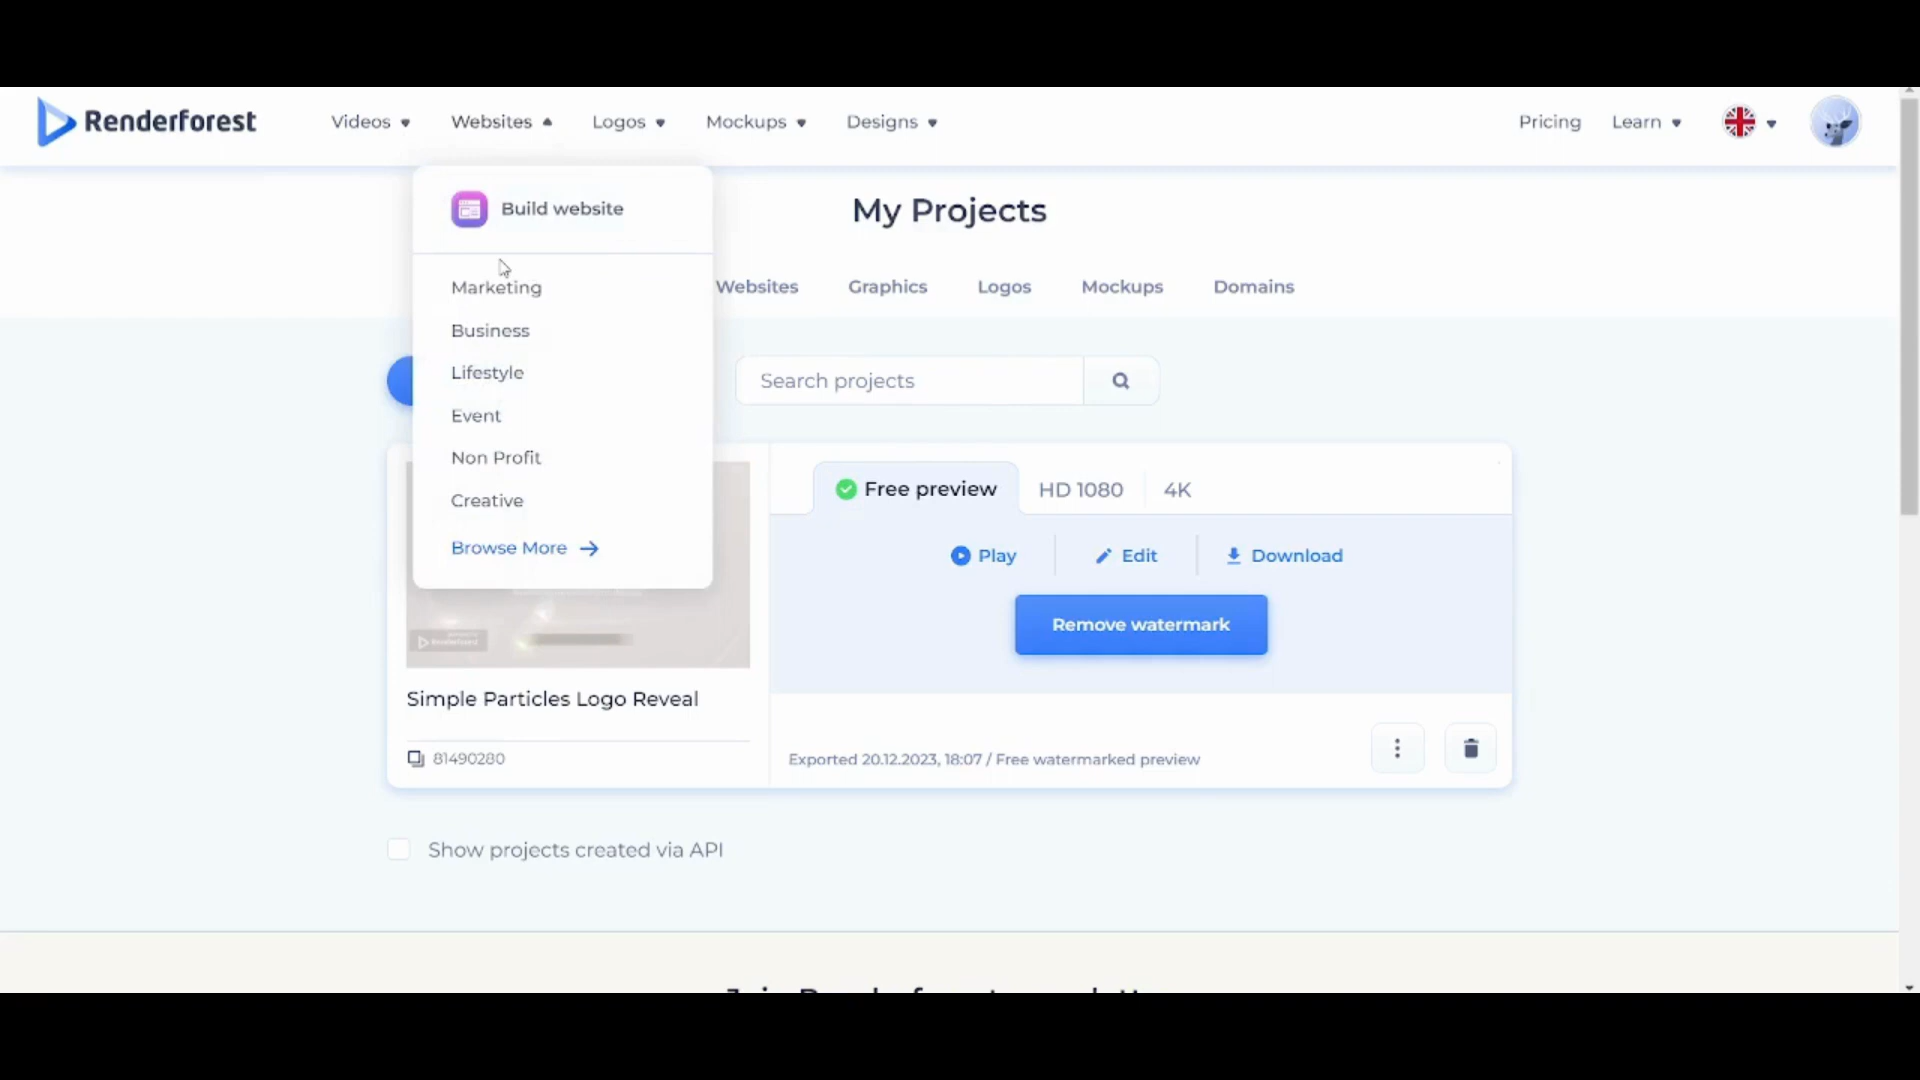 Renderforest
Videos Websites Logos Mockups Designs Pricing Learn
Build website
My Projects
Marketing
Websites Graphics Logos Mockups Domains
Business
Lifestyle
Search projects
Event
Non Profit
Free preview HD 1080 4K
Creative
Browse More
Play Edit Download
Remove watermark
Renderforest
Simple Particles Logo Reveal
81490280
Exported 20.12.2023, 18:07 / Free watermarked preview
Show projects created via API